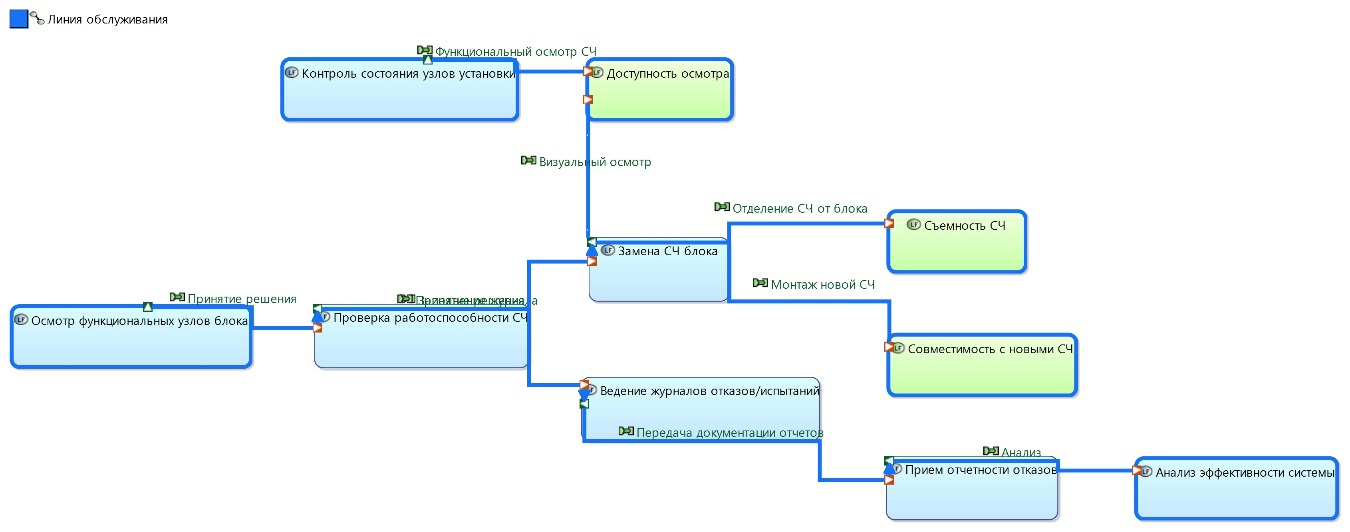 Линия обслуживания
Функциональный осмотр СЧ
Контроль состояния узлов установки
Доступность осмотра
Визуальный осмотр
Отделение СЧ от блока
Съемность СЧ
Замена СЧ блока
Монтаж новой СЧ
Принятие решения
Осмотр функциональных узлов блока
Проверка работоспособности СЧ
Совместимость с новыми СЧ
Ведение журналов отказов/испытаний
Передача документации отчетов
Анализ
Прием отчетности отказов
Анализ эффективности системы